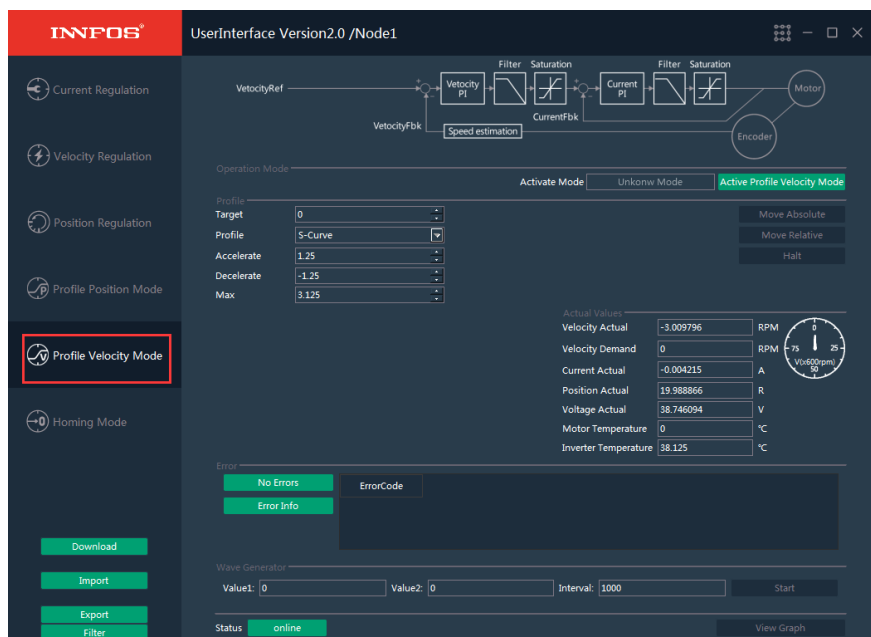 INNFOS®
UserInterface Version2.0 /Node1
Current Regulation
Velocity Regulation
Position Regulation
Profile Position Mode
Profile Velocity Mode
Homing Mode
Download
Import
Export
Filter
Filter Saturation Filter Saturation
VetocityRef
+
-
Vetocity PI
+
-
Current PI
Motor
VetocityFbk
CurrentFbk
Speed estimation
Encoder
Operation Mode
Activate Mode Unkonw Mode Active Profile Velocity Mode
Profile
Target 0 Move Absolute
Profile S-Curve Move Relative
Accelerate 1.25 Halt
Decelerate -1.25
Max 3.125
Actual Values
Velocity Actual -3.009796 RPM
Velocity Demand 0 RPM
Current Actual -0.004215 A
Position Actual 19.988866 R
Voltage Actual 38.746094 V
Motor Temperature 0 ℃
Inverter Temperature 38.125 ℃
0
75 25
V(x600rpm)
50
Error
No Errors ErrorCode
Error Info
Wave Generator
Value1: 0 Value2: 0 Interval: 1000 Start
Status online View Graph